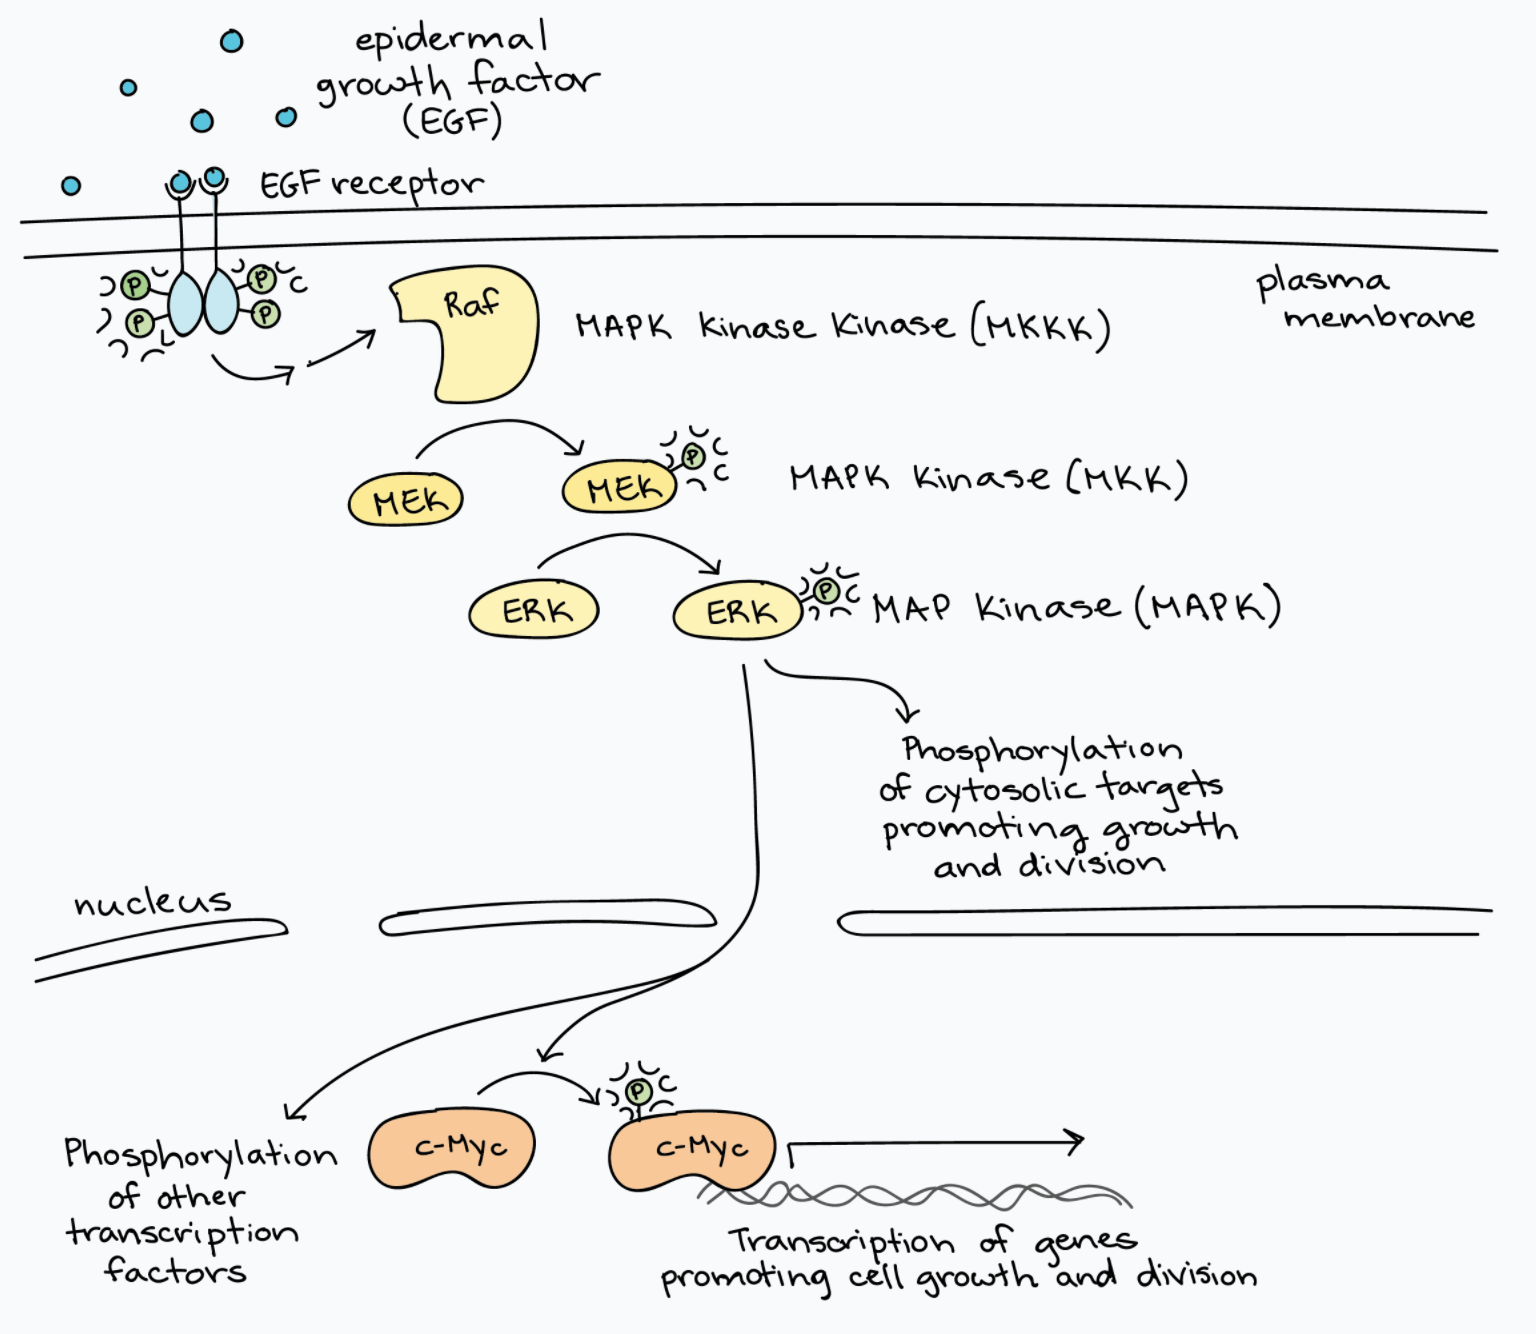 epidermal
growth factor
(EGF)
EGF receptor
plasma
membrane
P
P
P
P
Raf
MAPK Kinase Kinase (MKKK)
MEK
MEK
P
MAPK Kinase (MKK)
ERK
ERK
P
MAP Kinase (MAPK)
Phosphorylation
of cytosolic targets
promoting growth
and division
nucleus
P
c-Myc
c-Myc
Phosphorylation
of other
transcription
factors
Transcription of genes
promoting cell growth and division